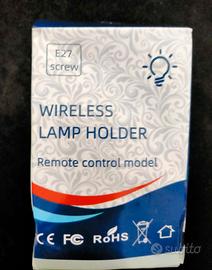 E27
screw
WIRELESS
LAMP HOLDER
Remote control model
CE FC RoHS
subito